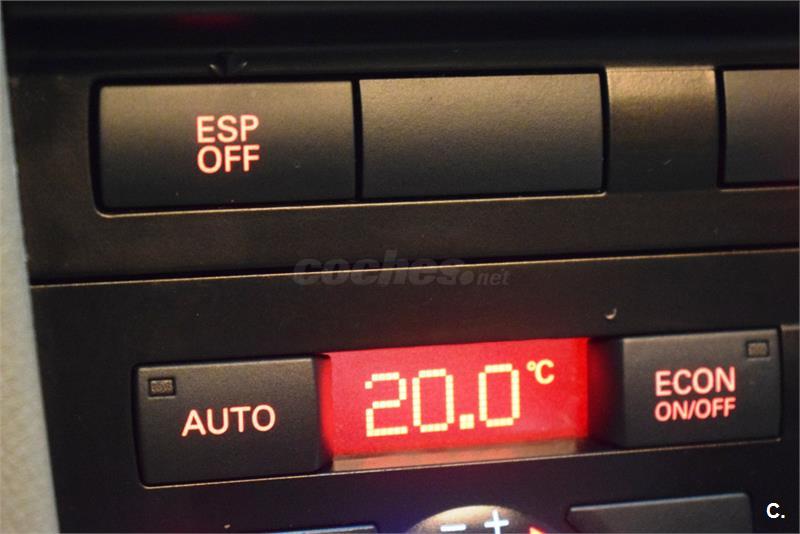 ESP
OFF
coches.net
AUTO
20.0°C
ECON
ON/OFF
− +
C.